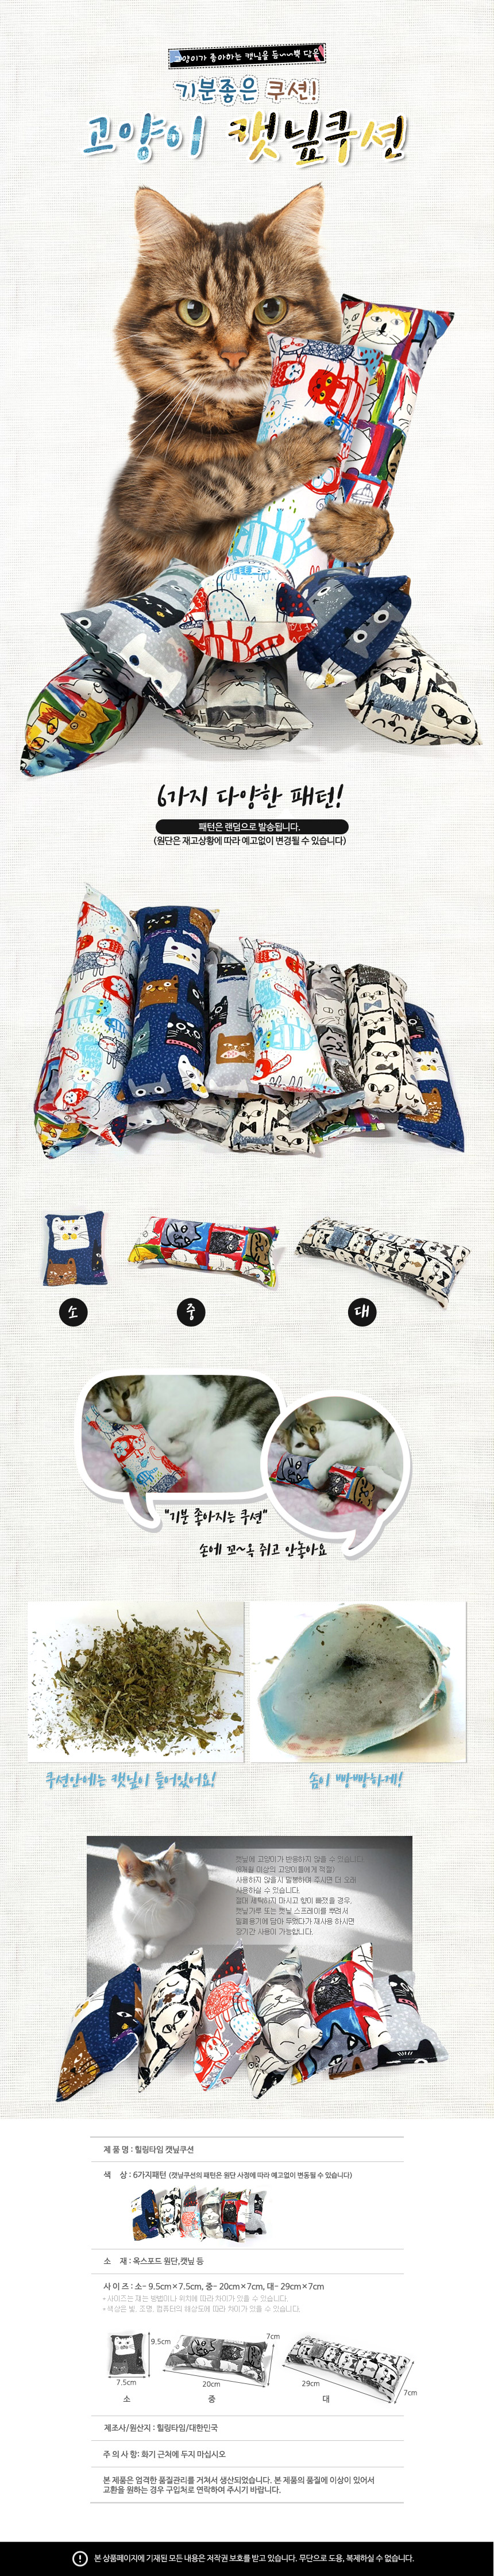 고양이가 좋아하는 캣닢을 듬~~뿍 담은
기분좋은 쿠션!
고양이 캣닢쿠션
6가지 다양한 패턴!
패턴은 랜덤으로 발송됩니다.
(원단은 재고상황에 따라 예고없이 변경될 수 있습니다)
소
중
대
"기분 좋아지는 쿠션"
손에 꼬~옥 쥐고 안놓아요
쿠션안에는 캣닢이 들어있어요!
솜이 빵빵하게!
캣닢에 고양이가 반응하지 않을 수 있습니다
(6개월 이상의 고양이들에게 적절)
사용하지 않을시 밀봉하여 주시면 더 오래
사용하실 수 있습니다.
절대 세탁하지 마시고 향이 빠졌을 경우,
캣닢가루 또는 캣닢 스프레이를 뿌려서
밀폐용기에 담아 두었다가 재사용 하시면
장기간 사용이 가능합니다.
제 품 명 : 힐링타임 캣닢쿠션
색 상 : 6가지패턴 (캣닢쿠션의 패턴은 원단 사정에 따라 예고없이 변동될 수 있습니다)
소 재 : 옥스포드 원단,캣닢 등
사 이 즈 : 소- 9.5cm×7.5cm, 중- 20cm×7cm, 대- 29cm×7cm
• 사이즈는 재는 방법이나 위치에 따라 차이가 있을 수 있습니다.
• 색상은 빛, 조명, 컴퓨터의 해상도에 따라 차이가 있을 수 있습니다.
9.5cm
7.5cm
소
7cm
20cm
중
29cm
7cm
대
제조사/원산지 : 힐링타임/대한민국
주 의 사 항: 화기 근처에 두지 마십시오
본 제품은 엄격한 품질관리를 거쳐서 생산되었습니다. 본 제품의 품질에 이상이 있어서
교환을 원하는 경우 구입처로 연락하여 주시기 바랍니다.
본 상품페이지에 기재된 모든 내용은 저작권 보호를 받고 있습니다. 무단으로 도용, 복제하실 수 없습니다.